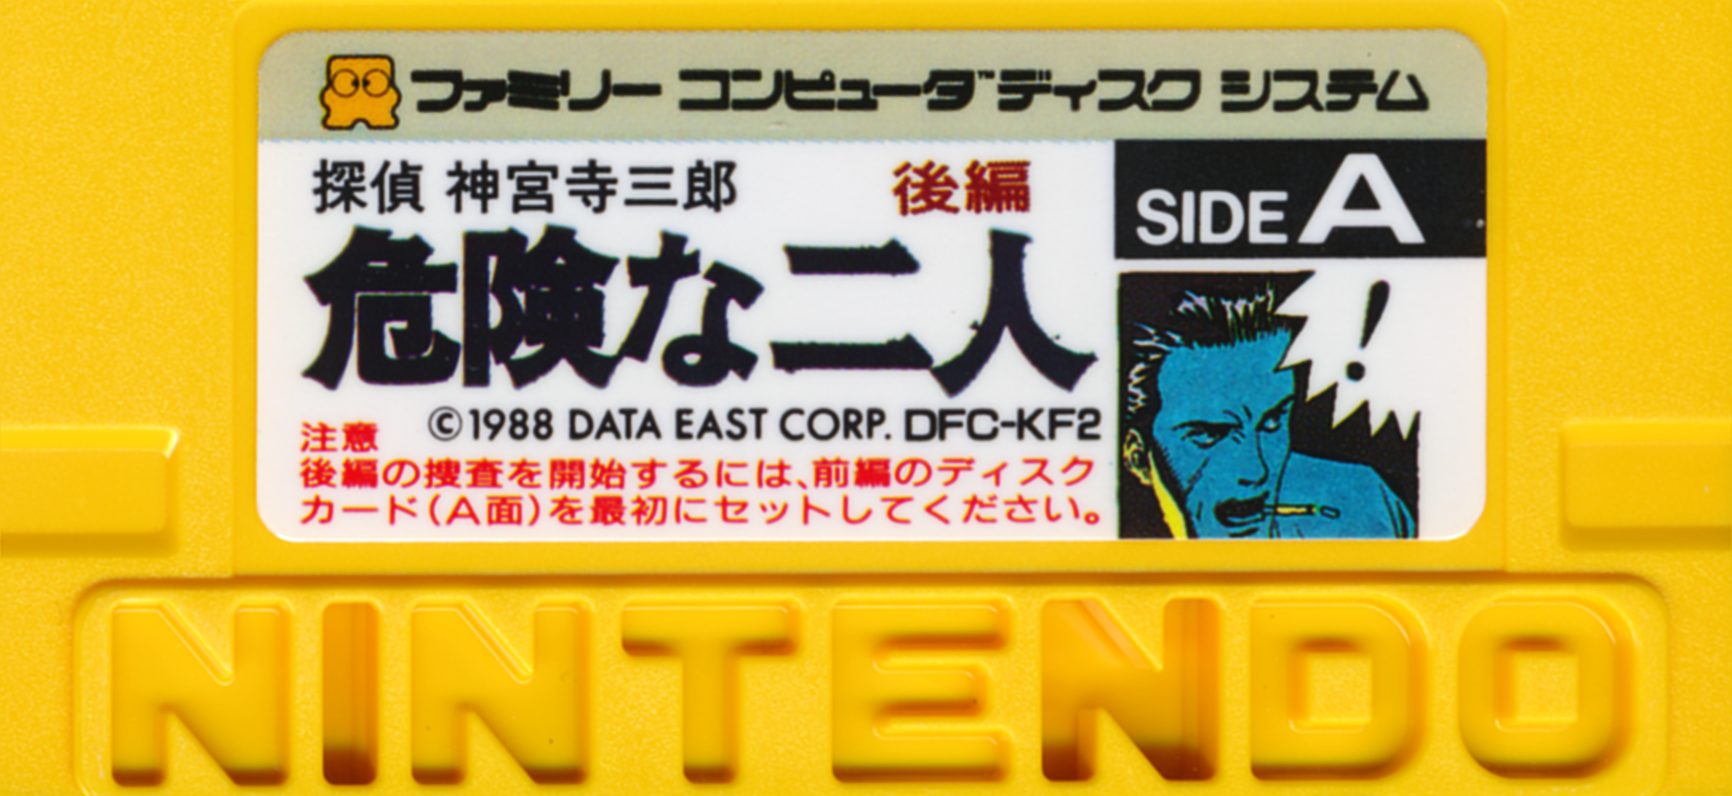 ファミリー コンピュータ™ディスク システム
探偵 神宮寺三郎 後編
SIDE A
危険な二人
!
©1988 DATA EAST CORP. DFC-KF2
注意
後編の捜査を開始するには、前編のディスク
カード(A面)を最初にセットしてください。
NINTENDO